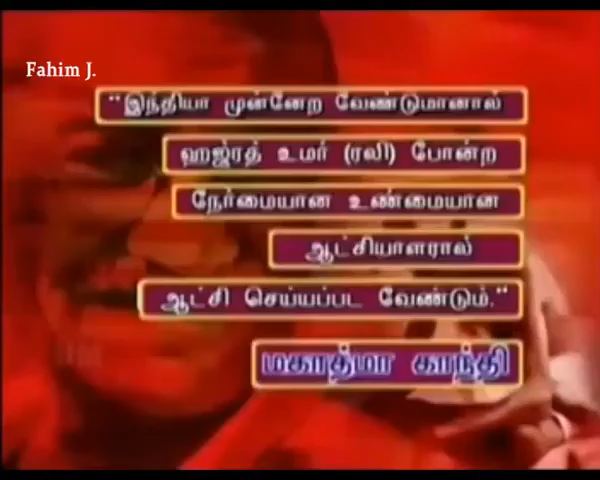 Fahim J.
"இந்தியா முன்னேற வேண்டுமானால்
ஹஜ்ரத் உமர் (ரலி) போன்ற
நேர்மையான உண்மையான
ஆட்சியாளரால்
ஆட்சி செய்யப்பட வேண்டும்."
மகாத்மா காந்தி